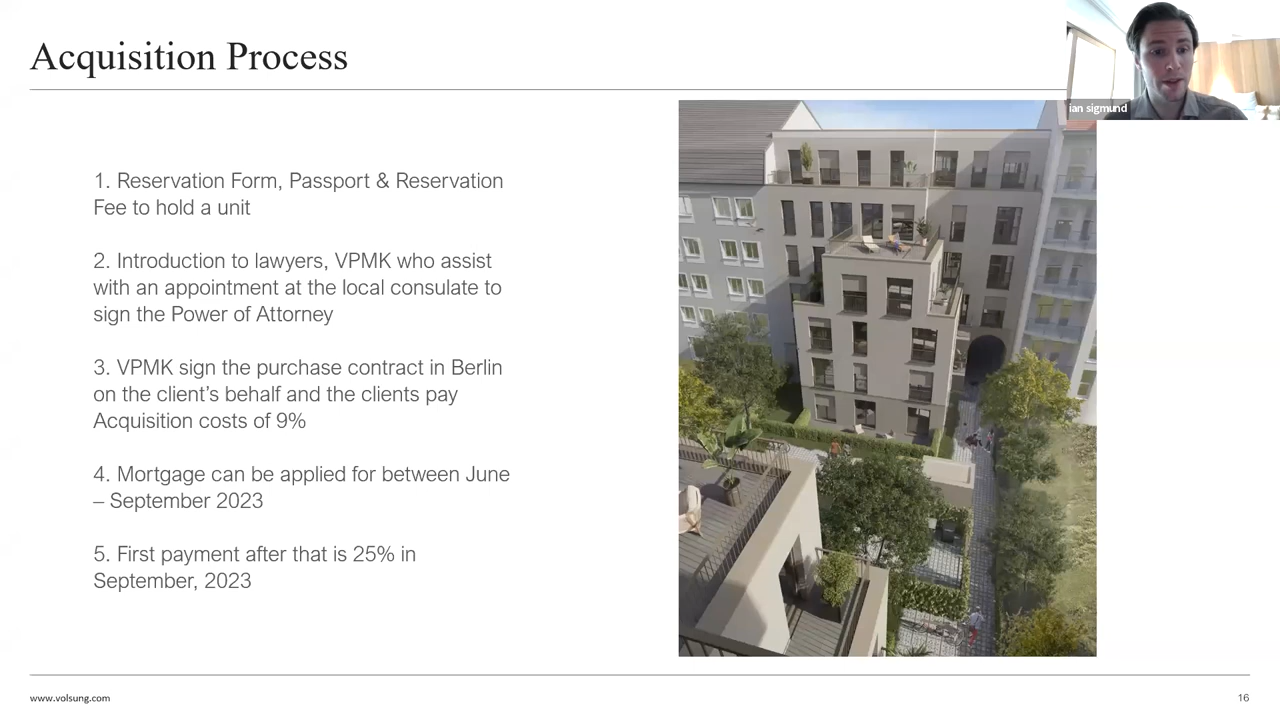 Acquisition Process
ian sigmund
1. Reservation Form, Passport & Reservation
Fee to hold a unit
2. Introduction to lawyers, VPMK who assist
with an appointment at the local consulate to
sign the Power of Attorney
3. VPMK sign the purchase contract in Berlin
on the client’s behalf and the clients pay
Acquisition costs of 9%
4. Mortgage can be applied for between June
– September 2023
5. First payment after that is 25% in
September, 2023
www.volsung.com
16